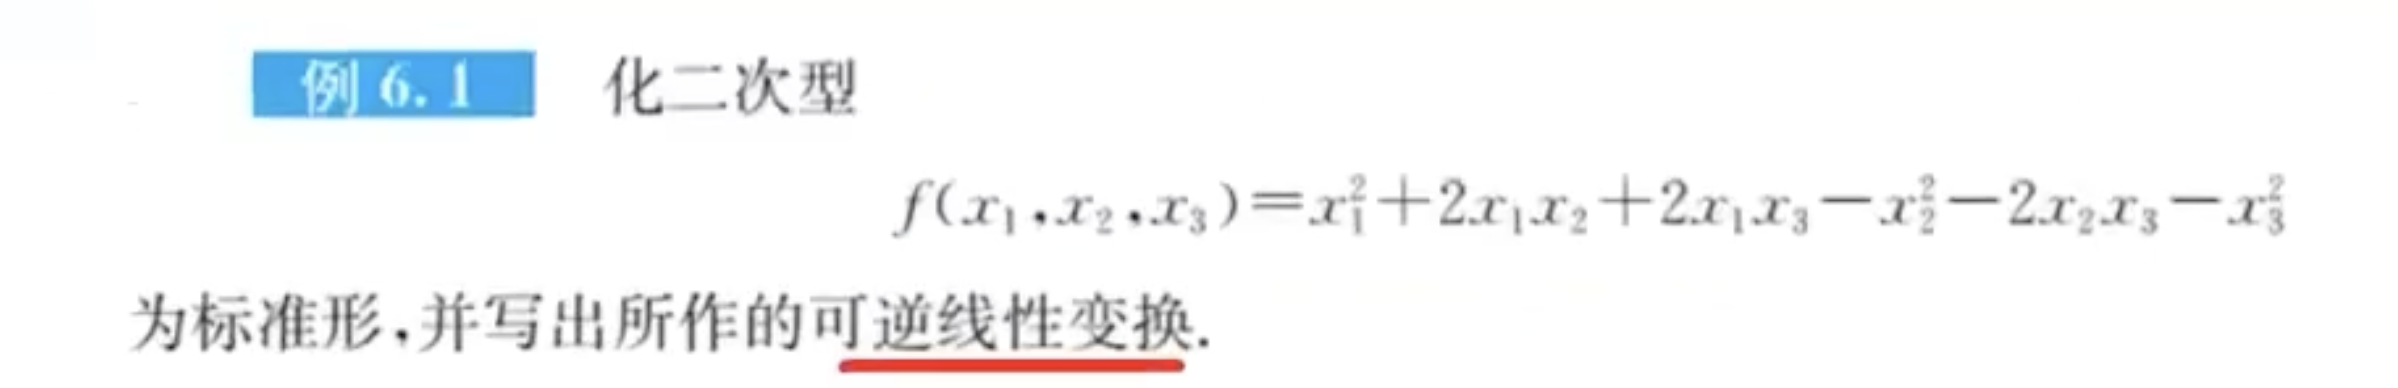 例 6.1 化二次型
f(x₁,x₂,x₃)=x₁²+2x₁x₂+2x₁x₃−x₂²−2x₂x₃−x₃²
为标准形,并写出所作的可逆线性变换.